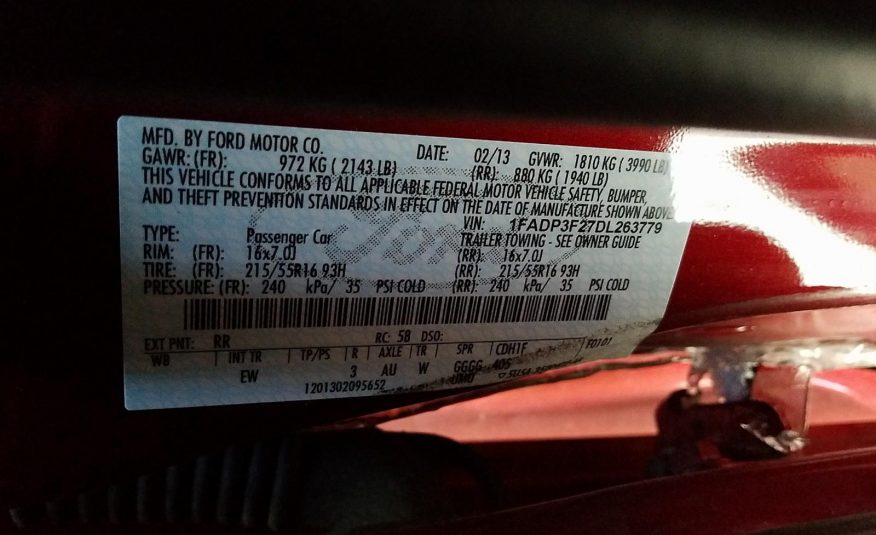 MFD. BY FORD MOTOR CO.
DATE: 02/13 GVWR: 1810 KG ( 3990 LB)
GAWR: (FR): 972 KG ( 2143 LB) (RR): 880 KG ( 1940 LB)
THIS VEHICLE CONFORMS TO ALL APPLICABLE FEDERAL MOTOR VEHICLE SAFETY, BUMPER,
AND THEFT PREVENTION STANDARDS IN EFFECT ON THE DATE OF MANUFACTURE SHOWN ABOVE
VIN: 1FADP3F27DL263779
TYPE: Passenger Car TRAILER TOWING - SEE OWNER GUIDE
RIM: (FR): 16x7.0J (RR): 16x7.0J
TIRE: (FR): 215/55R16 93H (RR): 215/55R16 93H
PRESSURE: (FR): 240 kPa/ 35 PSI COLD (RR): 240 kPa/ 35 PSI COLD
Ford
EXT PNT: RR RC: 58 DSO: F0101
WB INT TR TP/PS R AXLE TR SPR CDH1F
EW 3 AU W GGGG 405
1201302095652